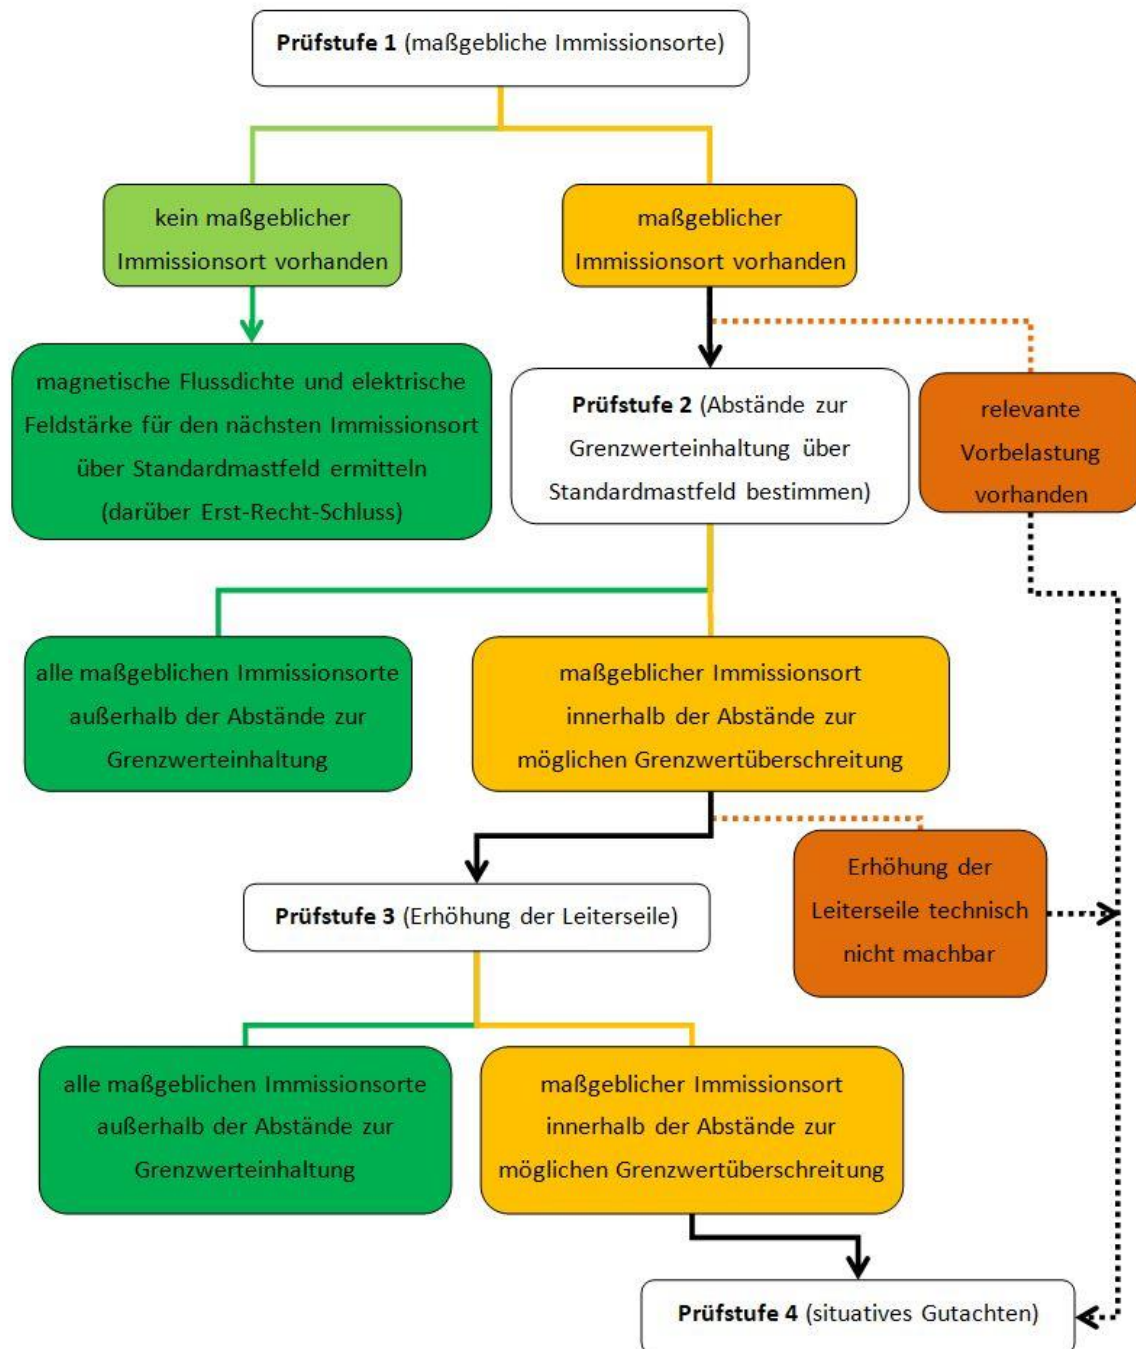 Prüfstufe 1 (maßgebliche Immissionsorte)
kein maßgeblicher
Immissionsort vorhanden
maßgeblicher
Immissionsort vorhanden
magnetische Flussdichte und elektrische
Feldstärke für den nächsten Immissionsort
über Standardmastfeld ermitteln
(darüber Erst-Recht-Schluss)
Prüfstufe 2 (Abstände zur
Grenzwerteinhaltung über
Standardmastfeld bestimmen)
relevante
Vorbelastung
vorhanden
alle maßgeblichen Immissionsorte
außerhalb der Abstände zur
Grenzwerteinhaltung
maßgeblicher Immissionsort
innerhalb der Abstände zur
möglichen Grenzwertüberschreitung
Erhöhung der
Leiterseile technisch
nicht machbar
Prüfstufe 3 (Erhöhung der Leiterseile)
alle maßgeblichen Immissionsorte
außerhalb der Abstände zur
Grenzwerteinhaltung
maßgeblicher Immissionsort
innerhalb der Abstände zur
möglichen Grenzwertüberschreitung
Prüfstufe 4 (situatives Gutachten)